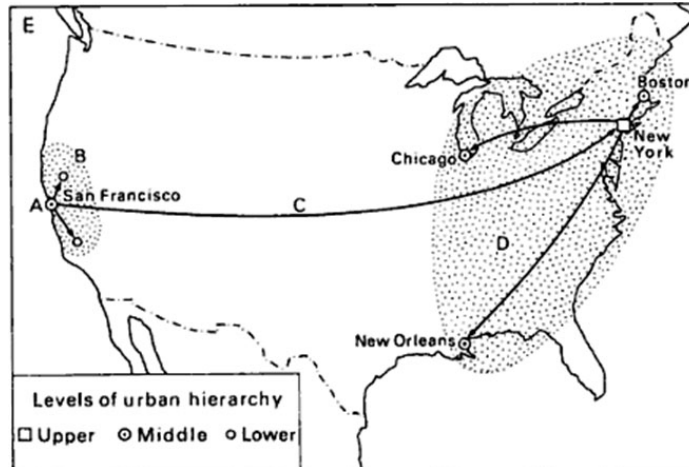 E
Boston
B
New
York
Chicago
San Francisco
A
C
D
New Orleans
Levels of urban hierarchy
Upper Middle Lower